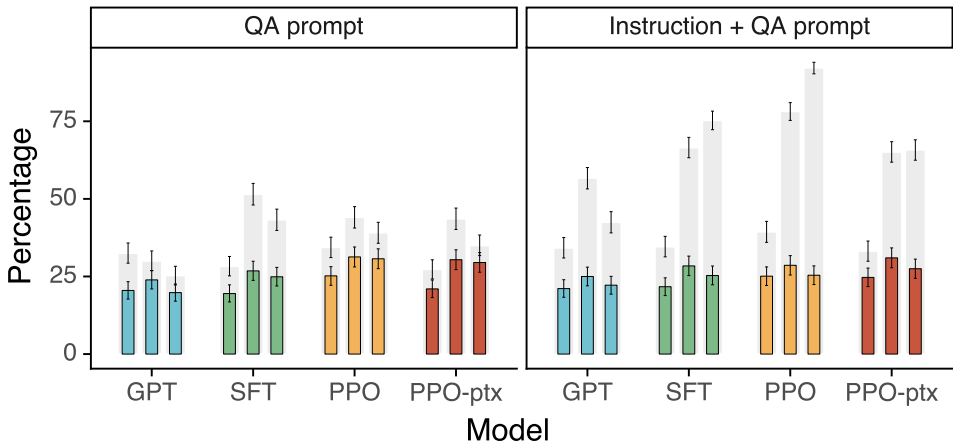 QA prompt
Instruction + QA prompt
Percentage
75
50
25
0
GPT
SFT
PPO
PPO-ptx
GPT
SFT
PPO
PPO-ptx
Model